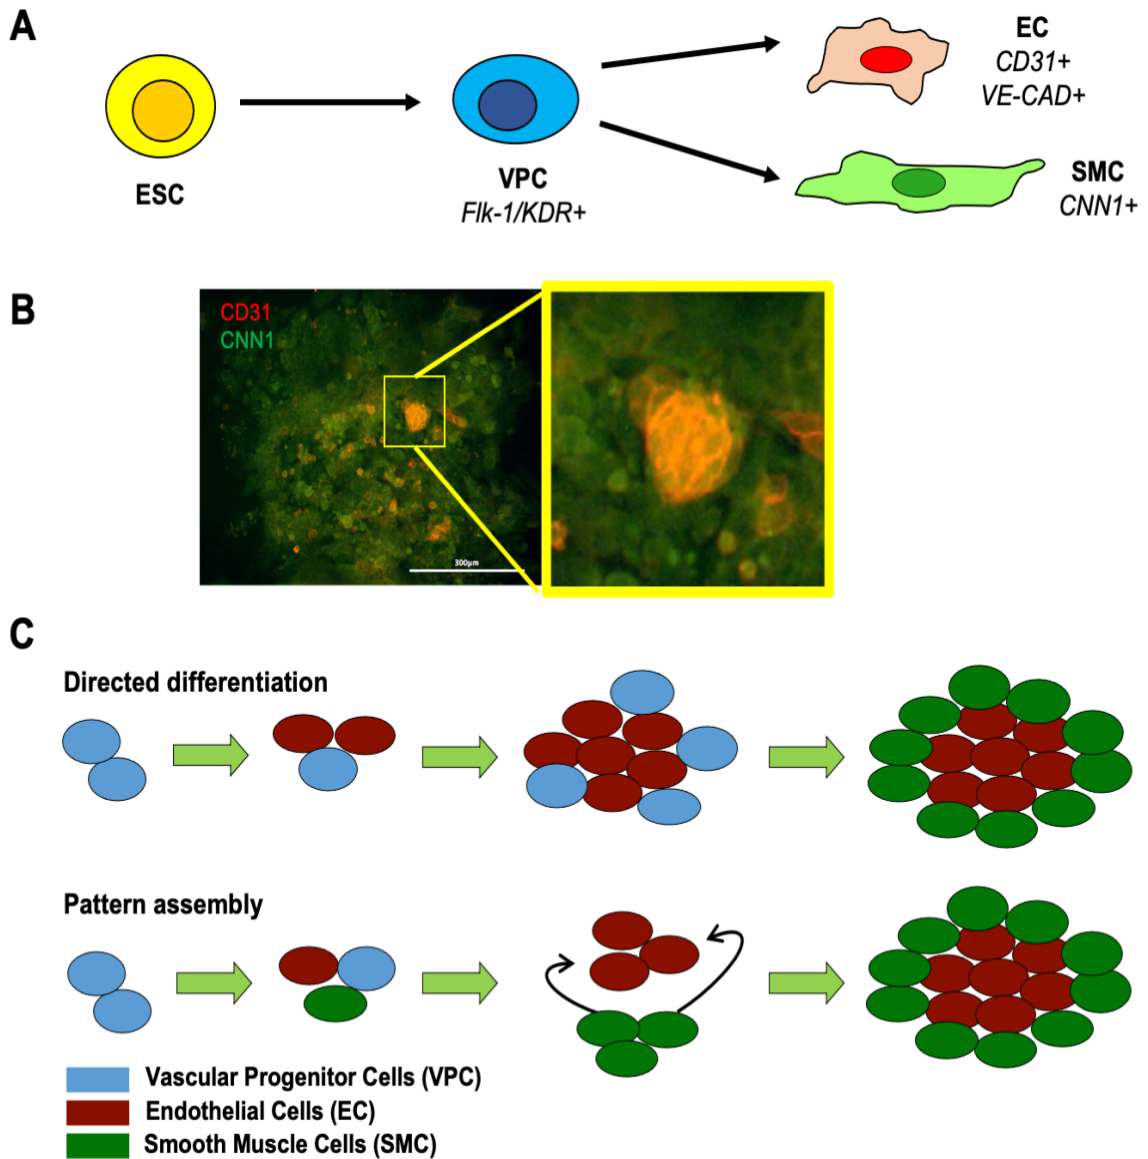 A
ESC
VPC
Flk-1/KDR+
EC
CD31+
VE-CAD+
SMC
CNN1+
B
CD31
CNN1
300µm
C
Directed differentiation
Pattern assembly
Vascular Progenitor Cells (VPC)
Endothelial Cells (EC)
Smooth Muscle Cells (SMC)